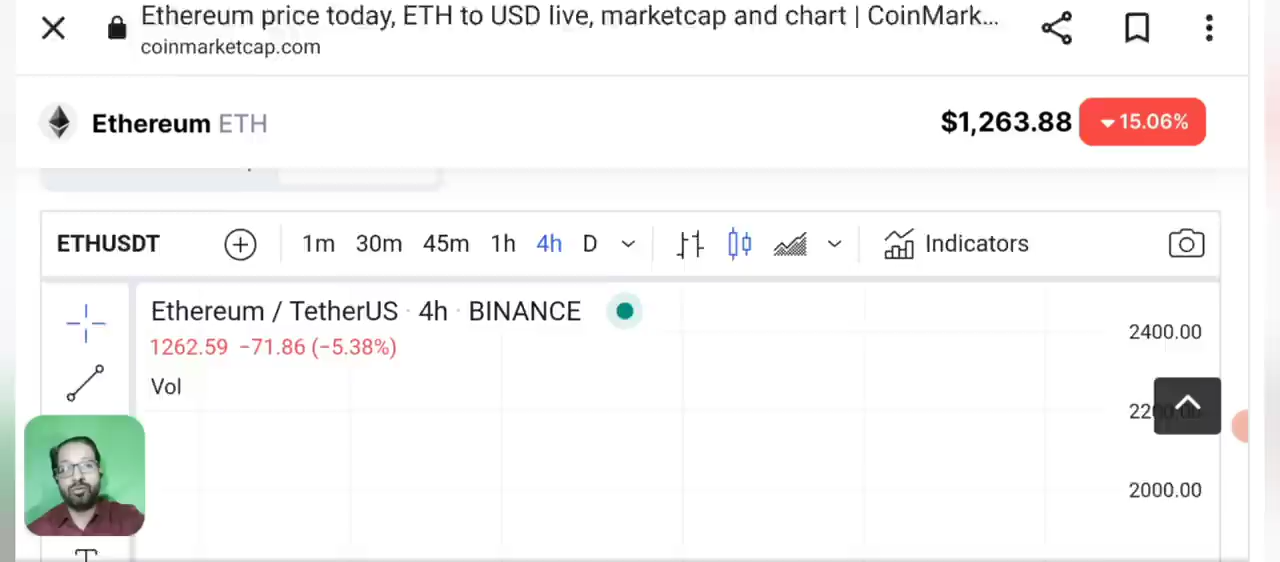 Ethereum price today, ETH to USD live, marketcap and chart | CoinMark...
coinmarketcap.com
Ethereum ETH $1,263.88 15.06%
ETHUSDT 1m 30m 45m 1h 4h D Indicators
Ethereum / TetherUS · 4h · BINANCE
1262.59 −71.86 (−5.38%)
2400.00
Vol
2000.00
T